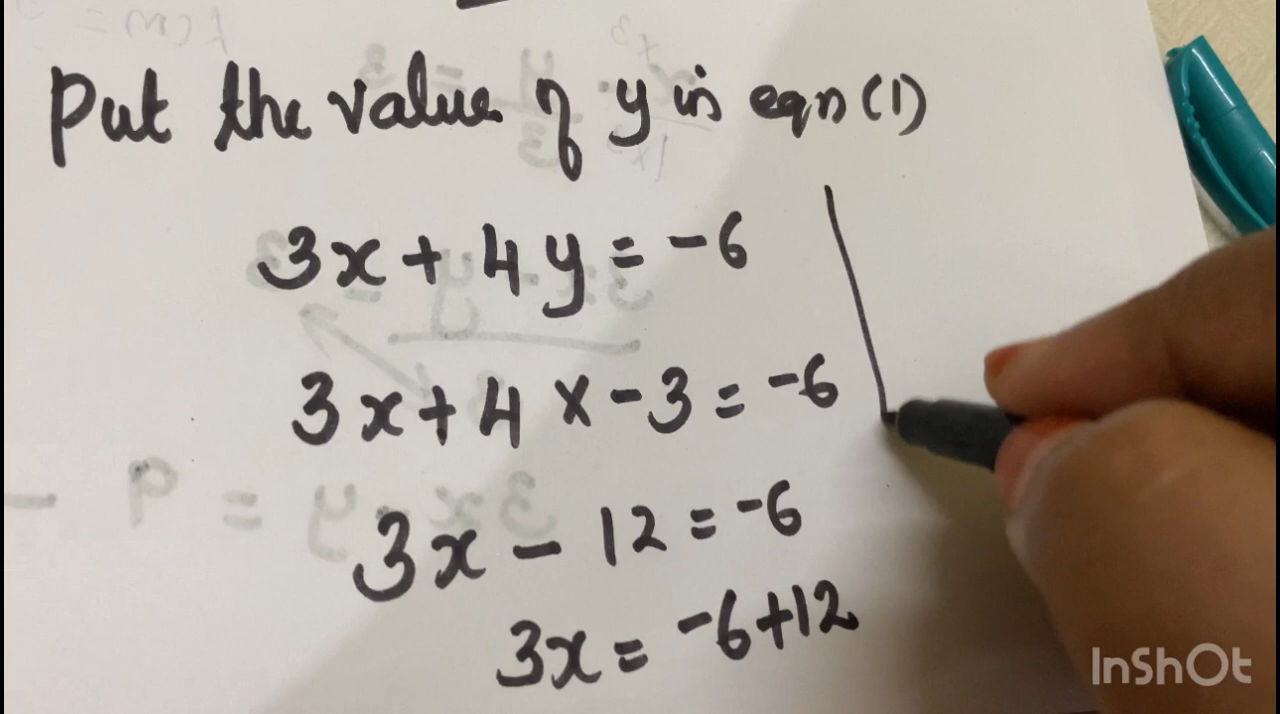 Put the value of y in eqn (1)
3x + 4y = -6
3x + 4 x -3 = -6
3x - 12 = -6
3x = -6+12
InShOt